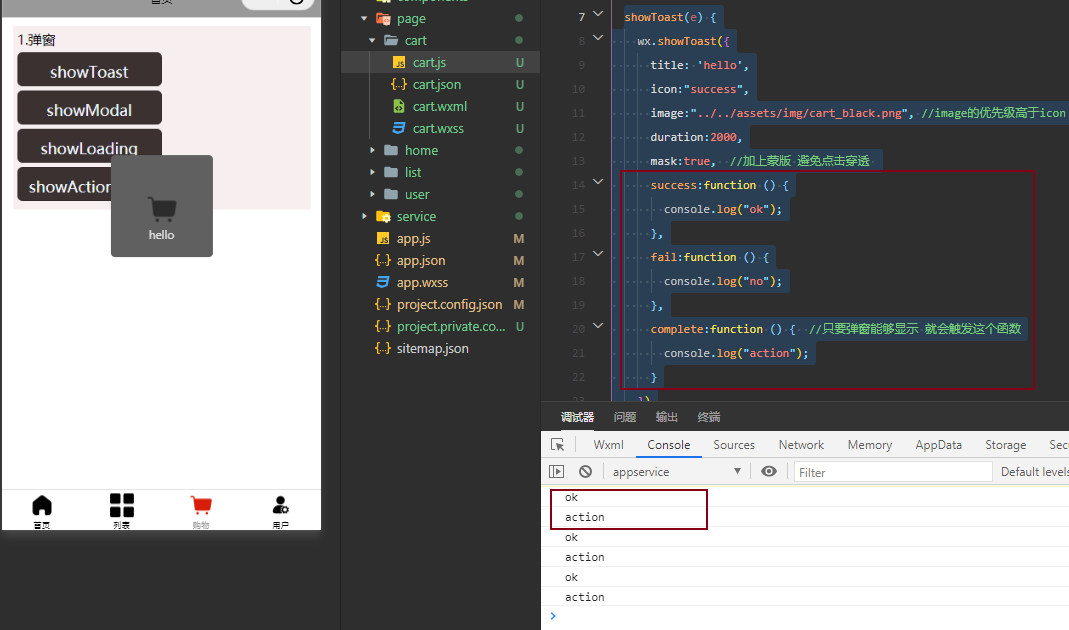 首页
1.弹窗
showToast
showModal
showLoading
showAction
hello
首页
列表
购物
用户
components
page
cart
cart.js U
cart.json U
cart.wxml U
cart.wxss U
home
list
user
service
app.js M
app.json M
app.wxss M
project.config.json M
project.private.co... U
sitemap.json
7 showToast(e) {
8 wx.showToast({
9 title: 'hello',
10 icon:"success",
11 image:"../../assets/img/cart_black.png", //image的优先级高于icon
12 duration:2000,
13 mask:true, //加上蒙版 避免点击穿透
14 success:function () {
15 console.log("ok");
16 },
17 fail:function () {
18 console.log("no");
19 },
20 complete:function () { //只要弹窗能够显示 就会触发这个函数
21 console.log("action");
22 }
23 })
调试器 问题 输出 终端
Wxml Console Sources Network Memory AppData Storage Sec
appservice Filter Default levels
ok
action
ok
action
ok
action